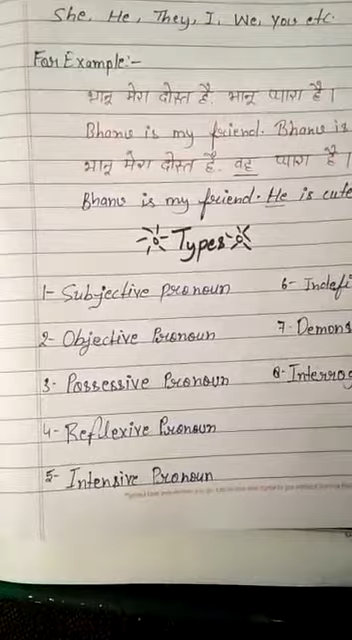 She, He, They, I, We, You etc.
For Example:-
भानू मेरा दोस्त है. भानू प्यारा है।
Bhanu is my friend. Bhanu is
भानू मेरा दोस्त है. वह प्यारा है।
Bhanu is my friend. He is cute
Types
1- Subjective pronoun
6- Indefi
2- Objective Pronoun
7- Demons
3- Possessive Pronoun
8- Interrog
4- Reflexive Pronoun
5- Intensive Pronoun